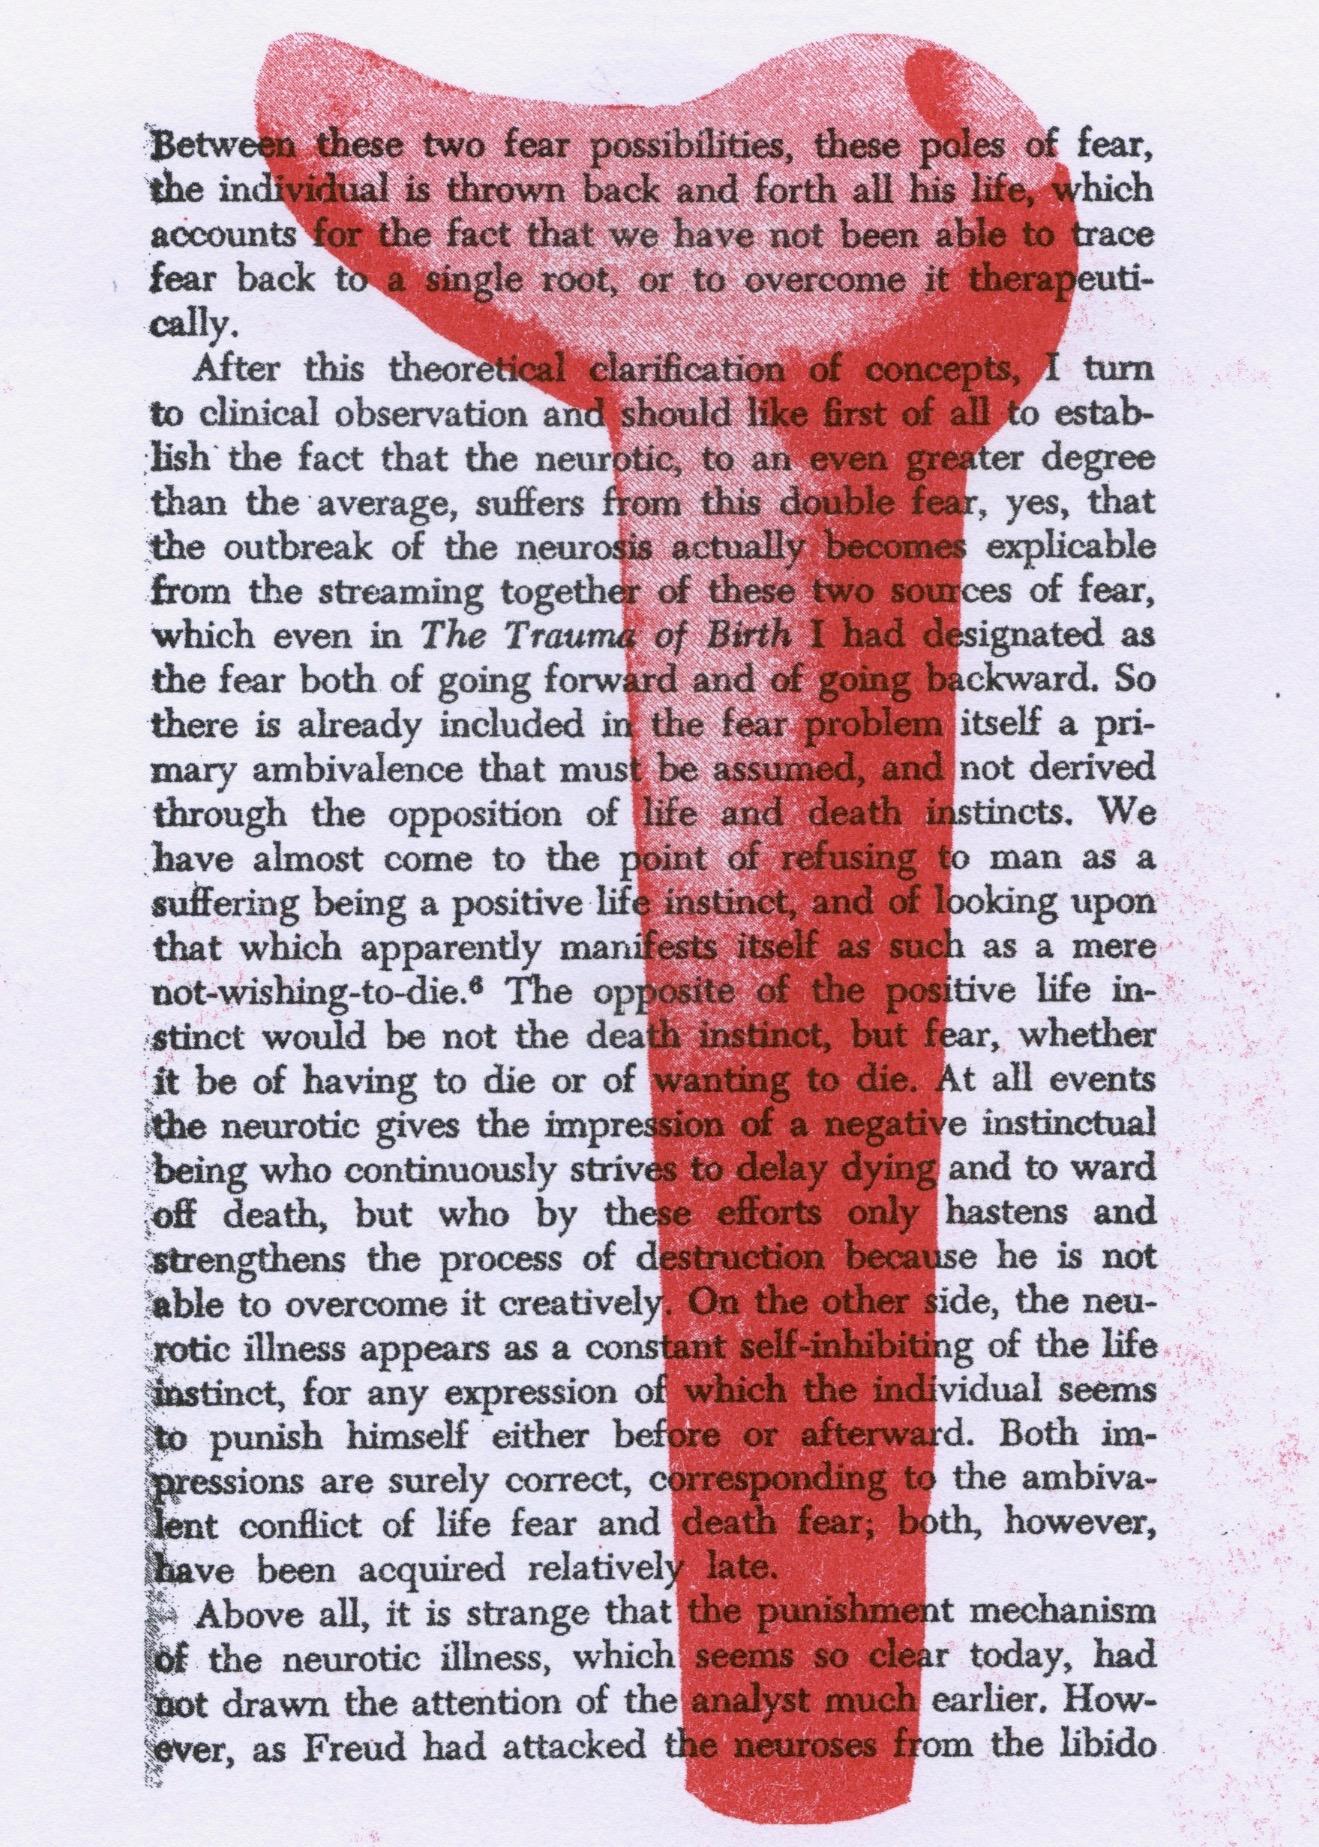 Between these two fear possibilities, these poles of fear,
the individual is thrown back and forth all his life, which
accounts for the fact that we have not been able to trace
fear back to a single root, or to overcome it therapeuti-
cally.
After this theoretical clarification of concepts, I turn
to clinical observation and should like first of all to estab-
lish the fact that the neurotic, to an even greater degree
than the average, suffers from this double fear, yes, that
the outbreak of the neurosis actually becomes explicable
from the streaming together of these two sources of fear,
which even in The Trauma of Birth I had designated as
the fear both of going forward and of going backward. So
there is already included in the fear problem itself a pri-
mary ambivalence that must be assumed, and not derived
through the opposition of life and death instincts. We
have almost come to the point of refusing to man as a
suffering being a positive life instinct, and of looking upon
that which apparently manifests itself as such as a mere
not-wishing-to-die.⁶ The opposite of the positive life in-
stinct would be not the death instinct, but fear, whether
it be of having to die or of wanting to die. At all events
the neurotic gives the impression of a negative instinctual
being who continuously strives to delay dying and to ward
off death, but who by these efforts only hastens and
strengthens the process of destruction because he is not
able to overcome it creatively. On the other side, the neu-
rotic illness appears as a constant self-inhibiting of the life
instinct, for any expression of which the individual seems
to punish himself either before or afterward. Both im-
pressions are surely correct, corresponding to the ambiva-
lent conflict of life fear and death fear; both, however,
have been acquired relatively late.
Above all, it is strange that the punishment mechanism
of the neurotic illness, which seems so clear today, had
not drawn the attention of the analyst much earlier. How-
ever, as Freud had attacked the neuroses from the libido